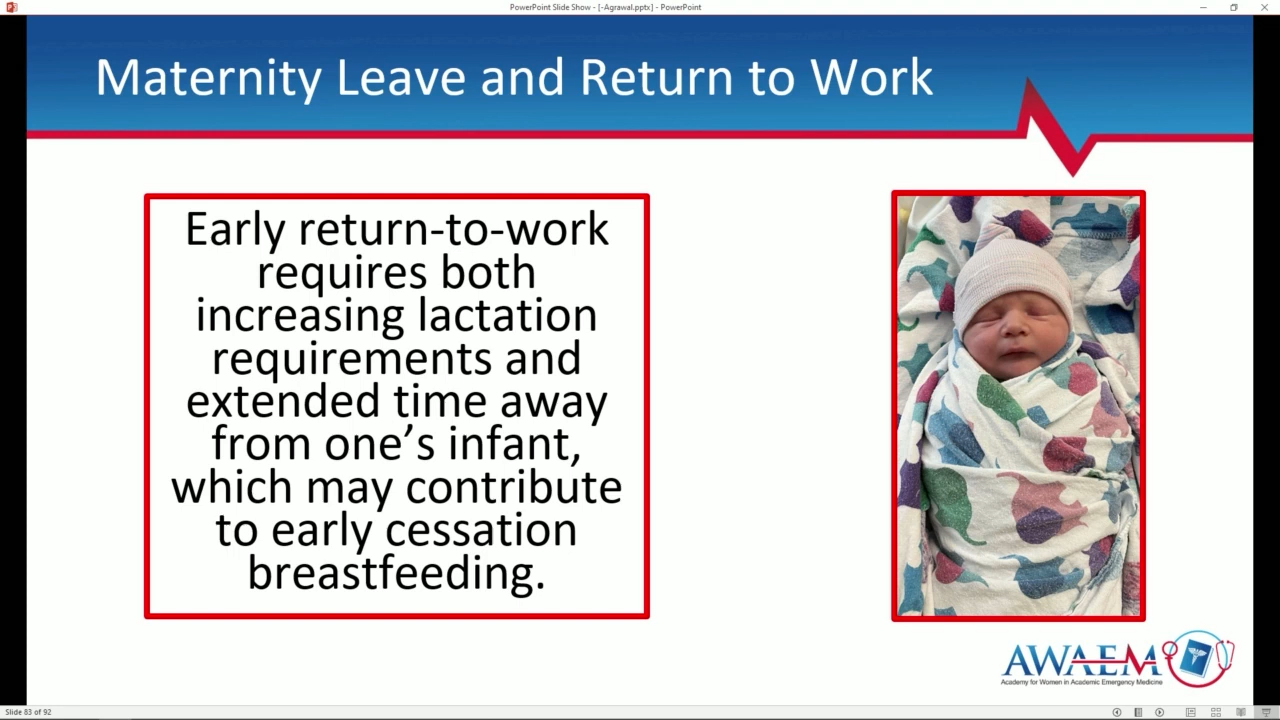 PowerPoint Slide Show - [-Agrawal.pptx] - PowerPoint
Maternity Leave and Return to Work
Early return-to-work
requires both
increasing lactation
requirements and
extended time away
from one’s infant,
which may contribute
to early cessation
breastfeeding.
AWAEM
Academy for Women in Academic Emergency Medicine
Slide 83 of 92